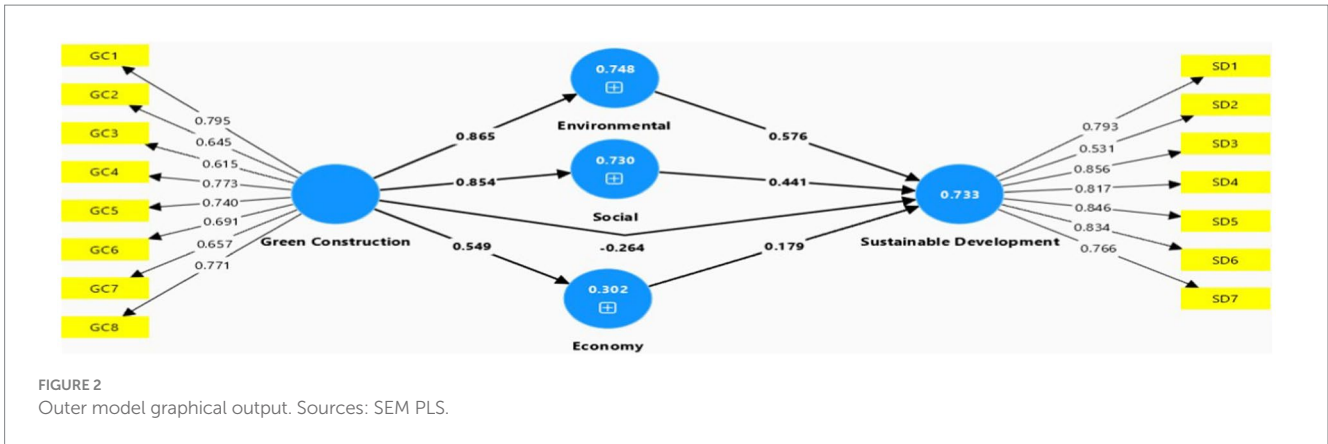 GC1
GC2
GC3
GC4
GC5
GC6
GC7
GC8
0.795
0.645
0.615
0.773
0.740
0.691
0.657
0.771
Green Construction
0.865
0.854
0.549
-0.264
0.748
Environmental
0.730
Social
0.302
Economy
0.576
0.441
0.179
0.733
Sustainable Development
0.793
0.531
0.856
0.817
0.846
0.834
0.766
SD1
SD2
SD3
SD4
SD5
SD6
SD7
FIGURE 2
Outer model graphical output. Sources: SEM PLS.